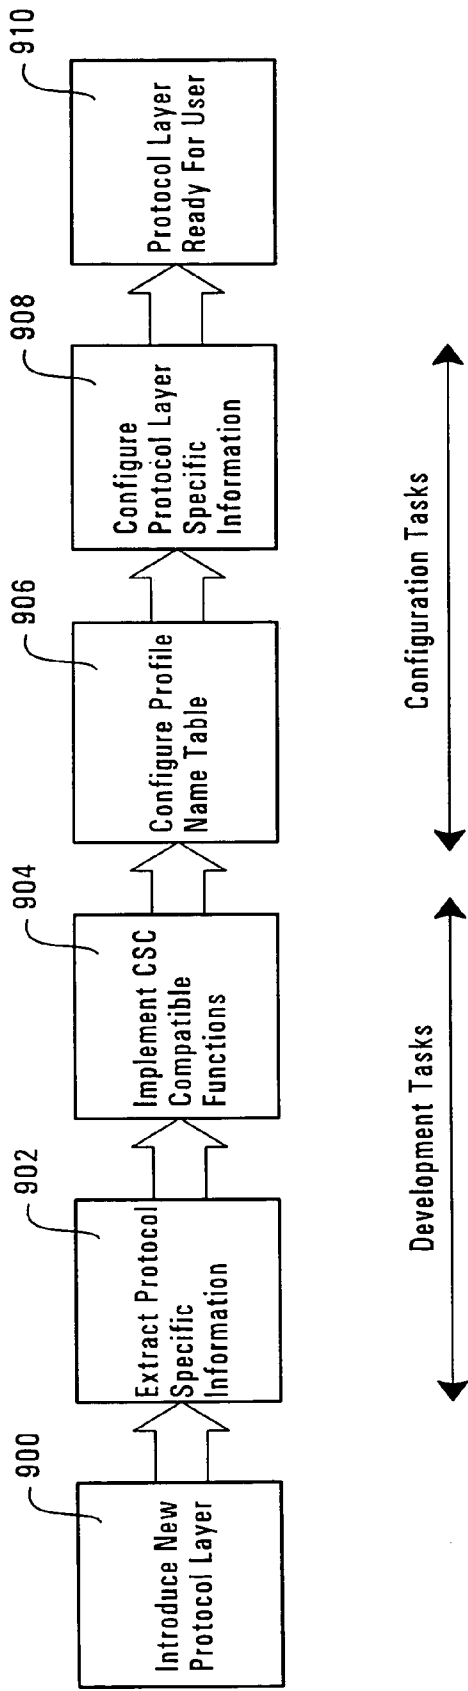 900
Introduce New
Protocol Layer
902
Extract Protocol
Specific
Information
904
Implement CSC
Compatible
Functions
906
Configure Profile
Name Table
908
Configure
Protocol Layer
Specific
Information
910
Protocol Layer
Ready For User
Development Tasks
Configuration Tasks